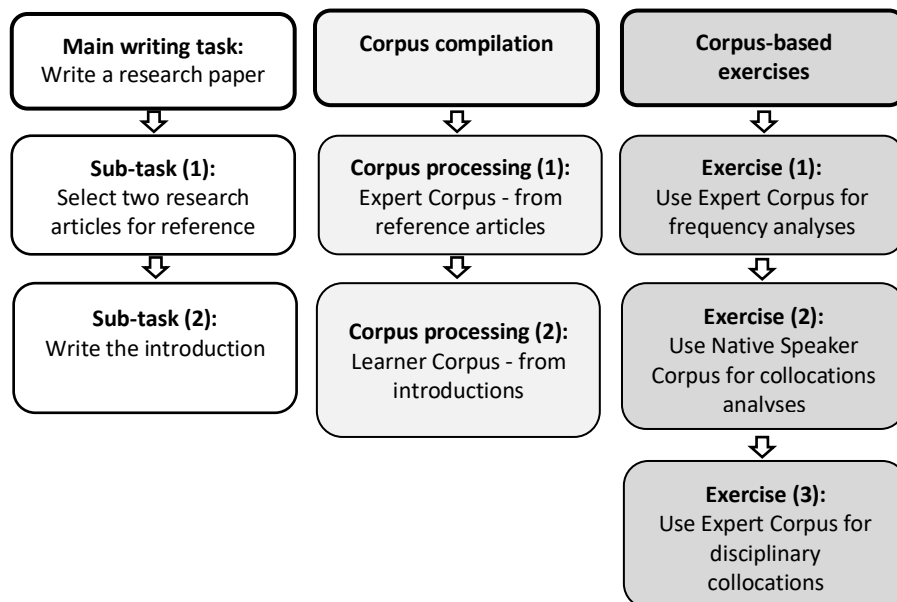 Main writing task:
Write a research paper
Sub-task (1):
Select two research
articles for reference
Sub-task (2):
Write the introduction
Corpus compilation
Corpus processing (1):
Expert Corpus - from
reference articles
Corpus processing (2):
Learner Corpus - from
introductions
Corpus-based
exercises
Exercise (1):
Use Expert Corpus for
frequency analyses
Exercise (2):
Use Native Speaker
Corpus for collocations
analyses
Exercise (3):
Use Expert Corpus for
disciplinary
collocations